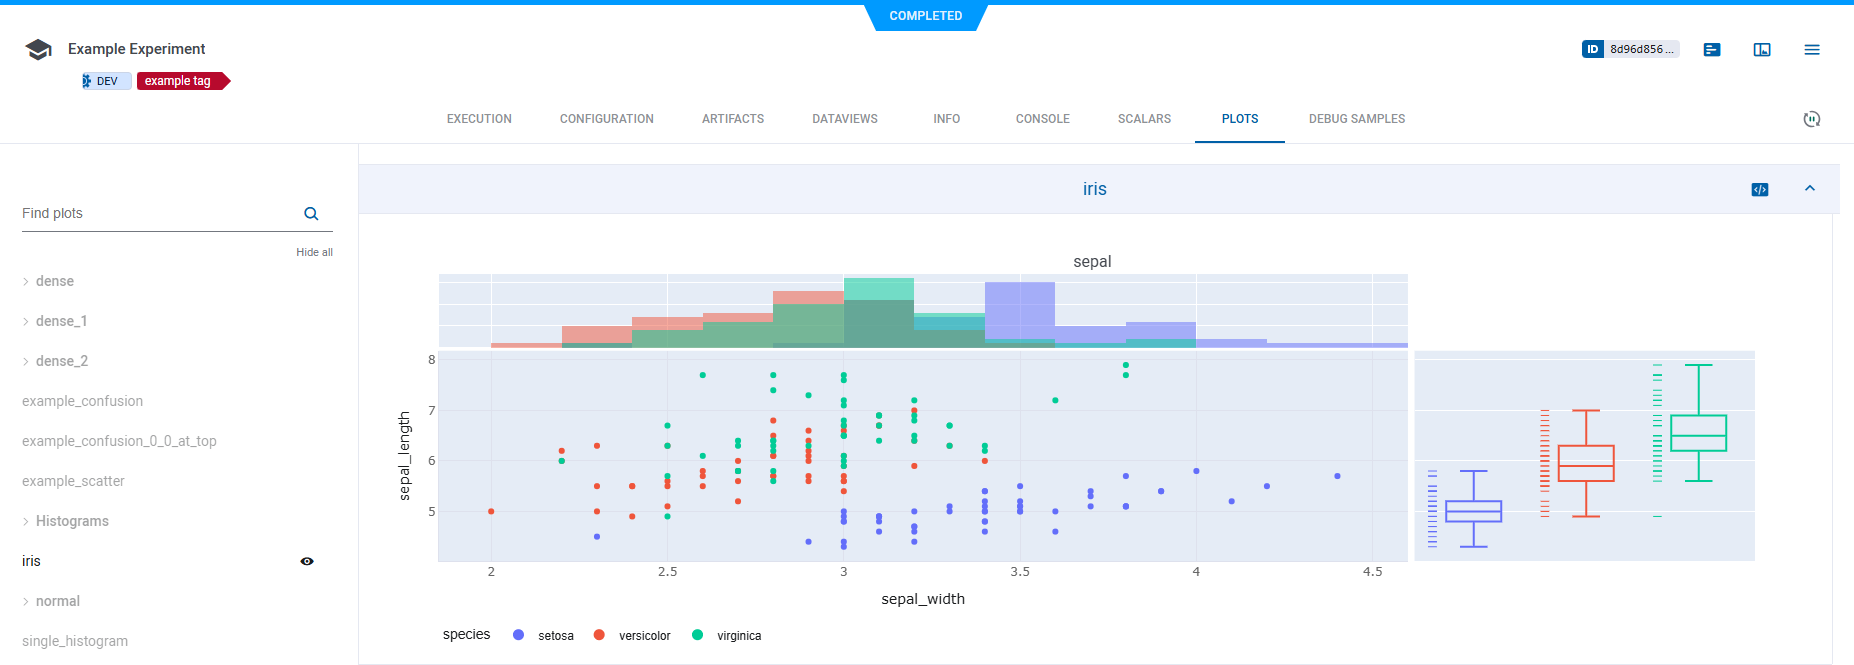 COMPLETED
Example Experiment
ID 8d96d856 ...
DEV example tag
EXECUTION CONFIGURATION ARTIFACTS DATAVIEWS INFO CONSOLE SCALARS PLOTS DEBUG SAMPLES
Find plots
Hide all
dense
dense_1
dense_2
example_confusion
example_confusion_0_0_at_top
example_scatter
Histograms
iris
normal
single_histogram
iris
sepal
8
7
6
5
sepal_length
2 2.5 3 3.5 4 4.5
sepal_width
species setosa versicolor virginica